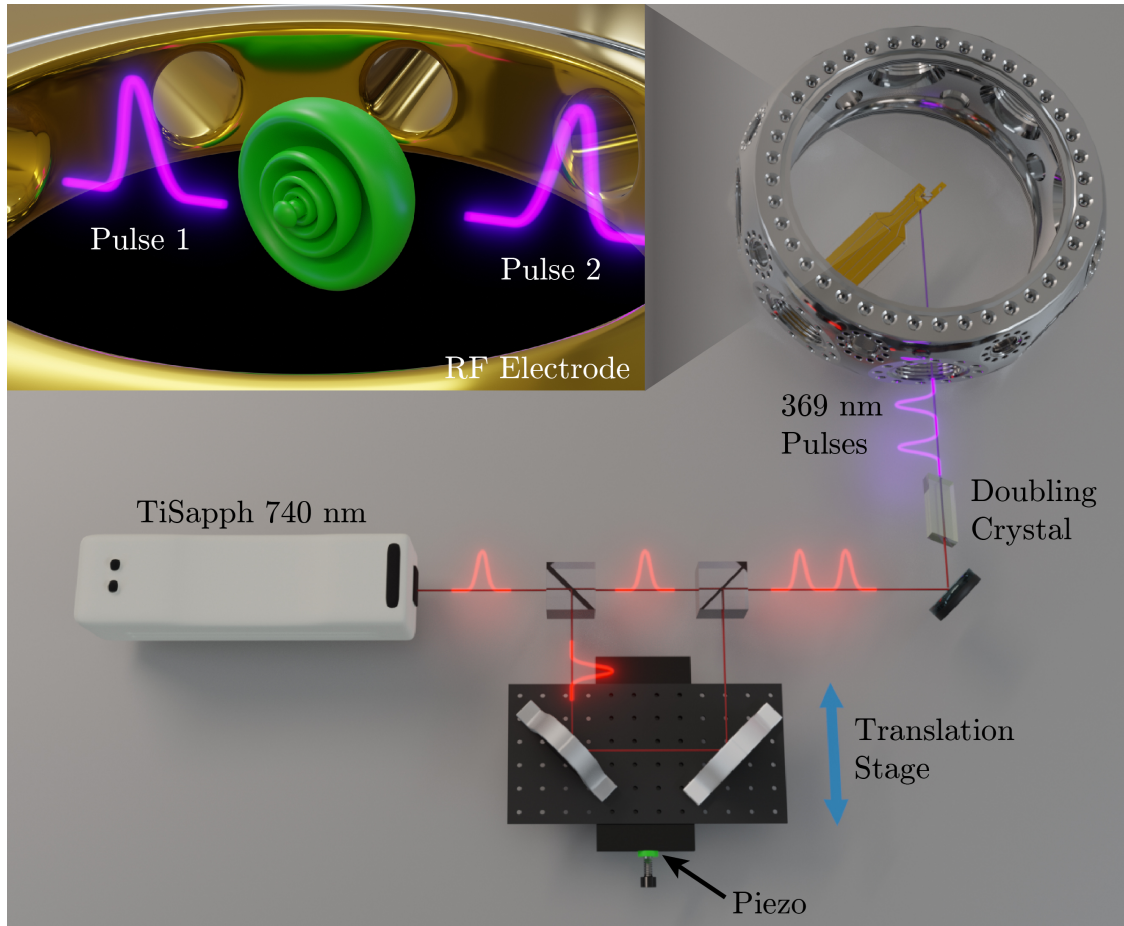 Pulse 1
Pulse 2
RF Electrode
369 nm
Pulses
Doubling
Crystal
TiSapph 740 nm
Translation
Stage
Piezo